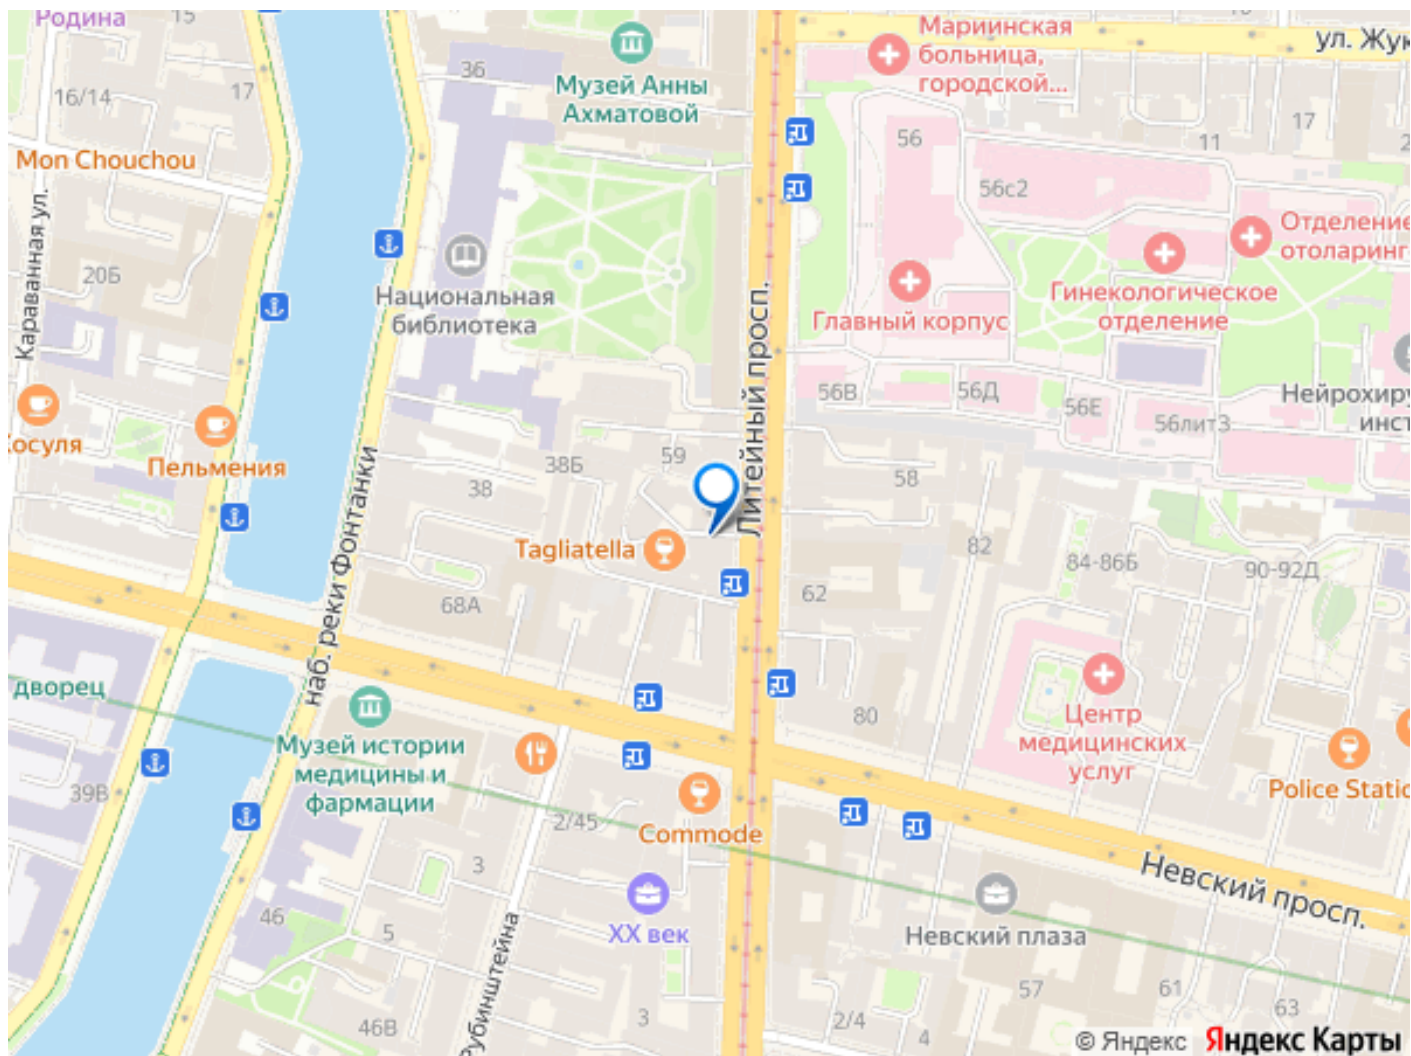 Родина
15
16/14
17
36
Музей Анны
Ахматовой
Мариинская
больница,
городской...
ул. Жук
Mon Chouchou
56
11
17
56с2
Караванная ул.
20Б
Национальная
библиотека
Отделение
отоларинг
Гинекологическое
отделение
Главный корпус
Литейный просп.
56В
56Д
56Е
56лит3
Нейрохиру
инст
Косуля
Пельмения
59
38Б
38
58
наб. реки Фонтанки
Tagliatella
82
84-86Б
90-92Д
62
68А
дворец
80
Музей истории
медицины и
фармации
Центр
медицинских
услуг
Police Static
39В
2/45
Commode
3
Невский просп.
46
5
XX век
Невский плаза
Рубинштейна
57
61
63
46В
3
2/4
4
© Яндекс Яндекс Карты